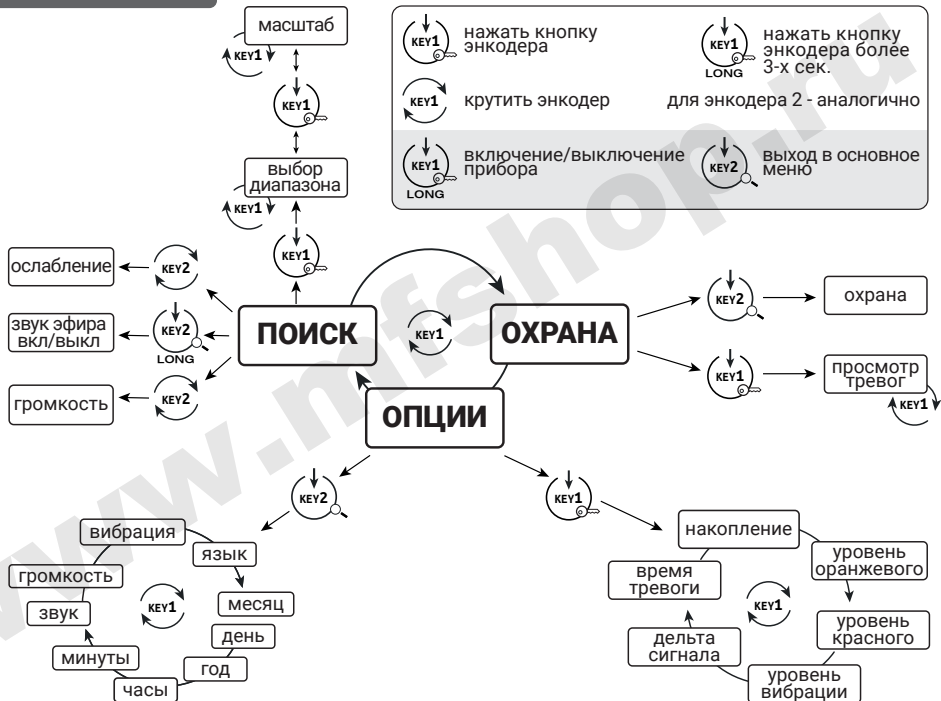 масштаб
KEY1
KEY1
выбор
диапазона
KEY1
KEY1
KEY1
нажать кнопку
энкодера
KEY1
LONG
нажать кнопку
энкодера более
3-х сек.
KEY1
крутить энкодер
для энкодера 2 - аналогично
KEY1
LONG
включение/выключение
прибора
KEY2
выход в основное
меню
ослабление
KEY2
звук эфира
вкл/выкл
KEY2
LONG
громкость
KEY2
ПОИСК
KEY1
ОХРАНА
KEY2
охрана
KEY1
просмотр
тревог
KEY1
ОПЦИИ
KEY2
KEY1
вибрация
язык
громкость
месяц
звук
KEY1
день
минуты
год
часы
накопление
уровень
оранжевого
время
тревоги
KEY1
уровень
красного
дельта
сигнала
уровень
вибрации
www.mfshop.ru